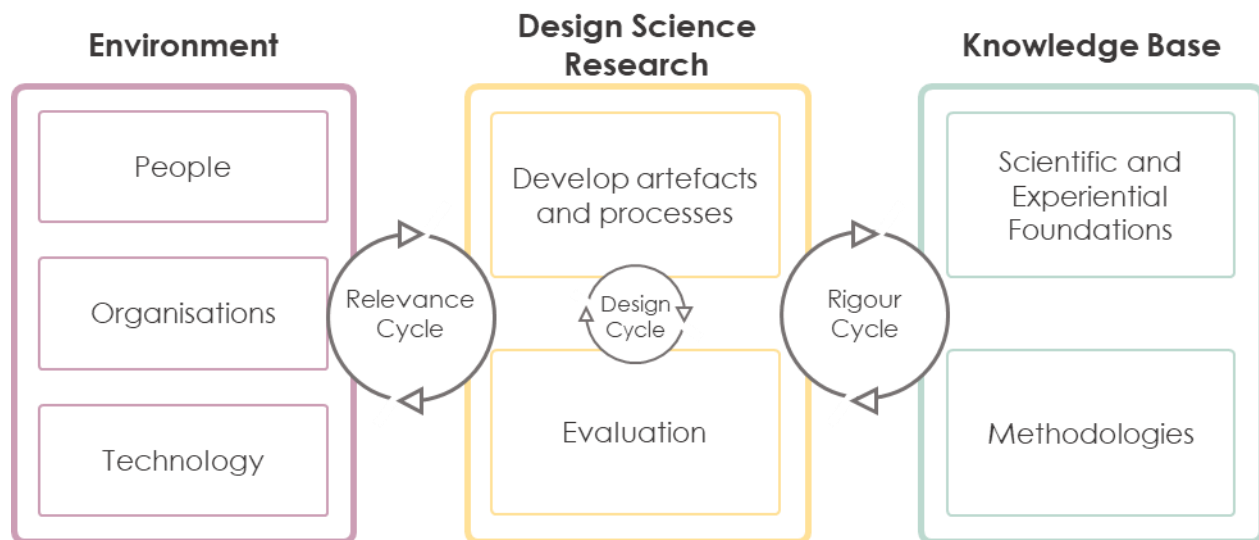 Environment
People
Organisations
Technology
Relevance
Cycle
Design Science
Research
Develop artefacts
and processes
Design
Cycle
Evaluation
Rigour
Cycle
Knowledge Base
Scientific and
Experiential
Foundations
Methodologies